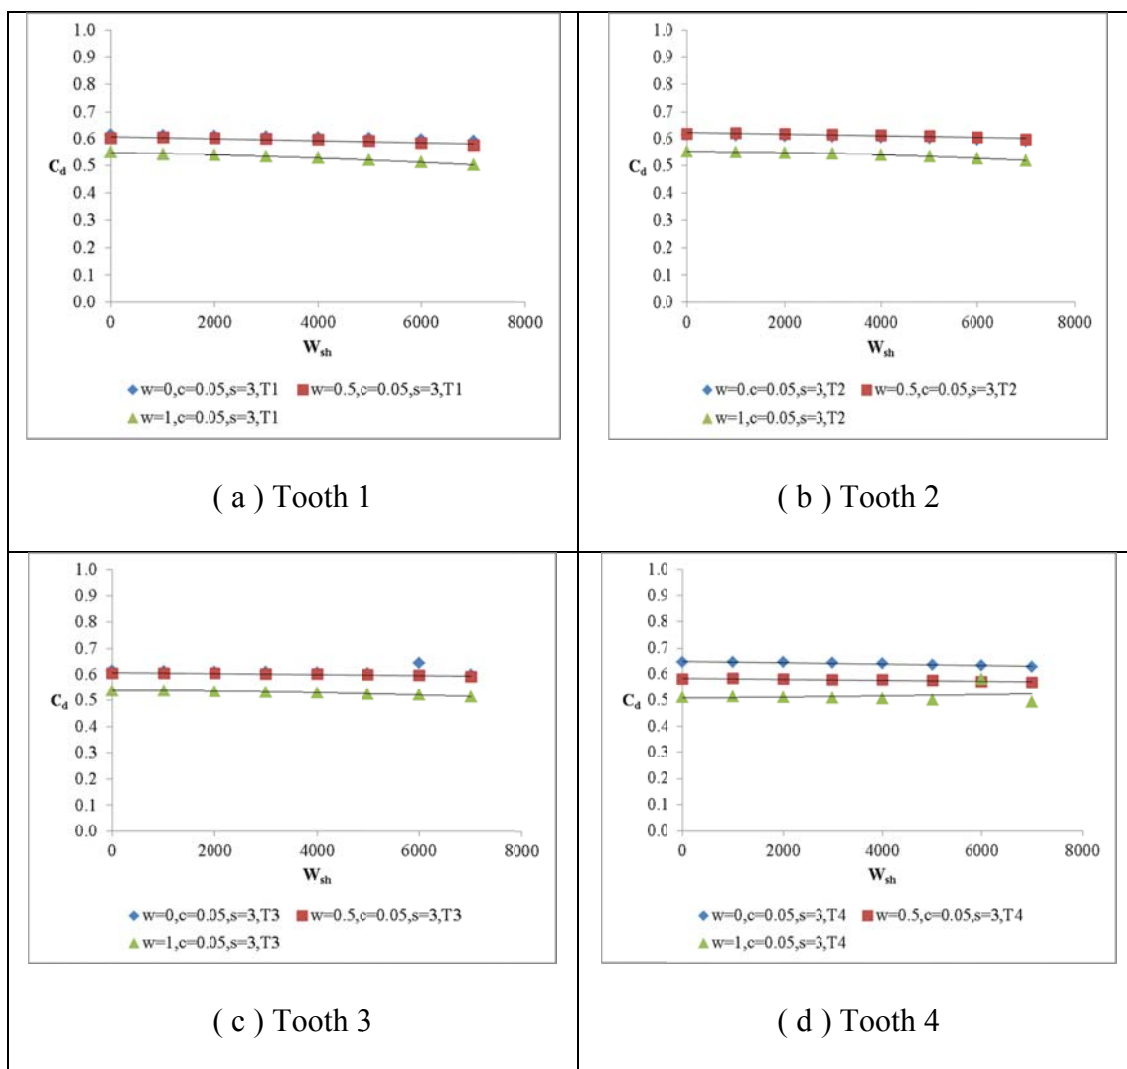 1.0
0.9
0.8
0.7
0.6
0.5
0.4
0.3
0.2
0.1
0.0
C_d
0 2000 4000 6000 8000
W_sh
w=0,c=0.05,s=3,T1 w=0.5,c=0.05,s=3,T1
w=1,c=0.05,s=3,T1
( a ) Tooth 1
1.0
0.9
0.8
0.7
0.6
0.5
0.4
0.3
0.2
0.1
0.0
C_d
0 2000 4000 6000 8000
W_sh
w=0.c=0.05,s=3,T2 w=0.5,c=0.05,s=3,T2
w=1,c=0.05,s=3,T2
( b ) Tooth 2
1.0
0.9
0.8
0.7
0.6
0.5
0.4
0.3
0.2
0.1
0.0
C_d
0 2000 4000 6000 8000
W_sh
w=0,c=0.05,s=3,T3 w=0.5,c=0.05,s=3,T3
w=1,c=0.05,s=3,T3
( c ) Tooth 3
1.0
0.9
0.8
0.7
0.6
0.5
0.4
0.3
0.2
0.1
0.0
C_d
0 2000 4000 6000 8000
W_sh
w=0,c=0.05,s=3,T4 w=0.5,c=0.05,s=3,T4
w=1,c=0.05,s=3,T4
( d ) Tooth 4